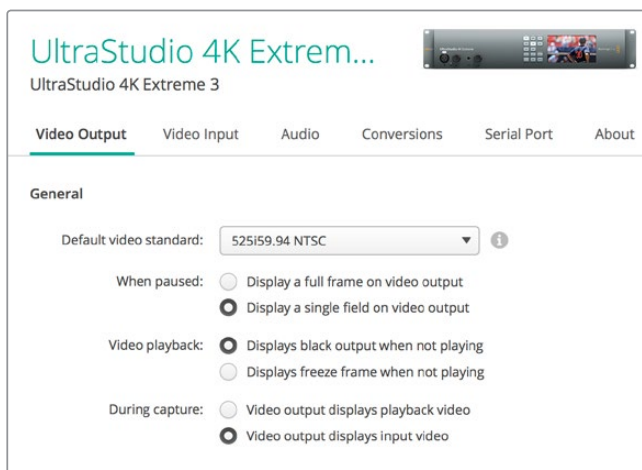 UltraStudio 4K Extrem...
UltraStudio 4K Extreme 3
Video Output Video Input Audio Conversions Serial Port About
General
Default video standard: 525i59.94 NTSC
When paused: Display a full frame on video output
Display a single field on video output
Video playback: Displays black output when not playing
Displays freeze frame when not playing
During capture: Video output displays playback video
Video output displays input video